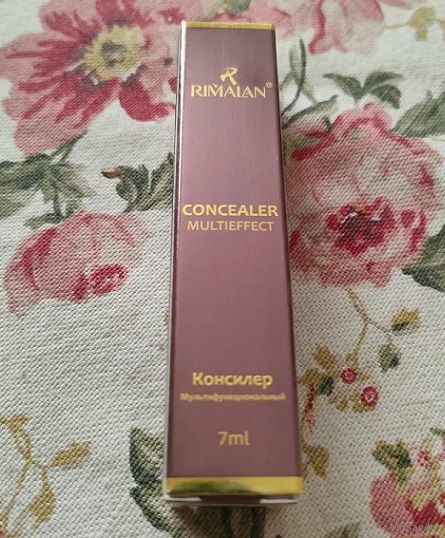 RIMALAN®
CONCEALER
MULTIEFFECT
Консилер
Мультифункциональный
7ml